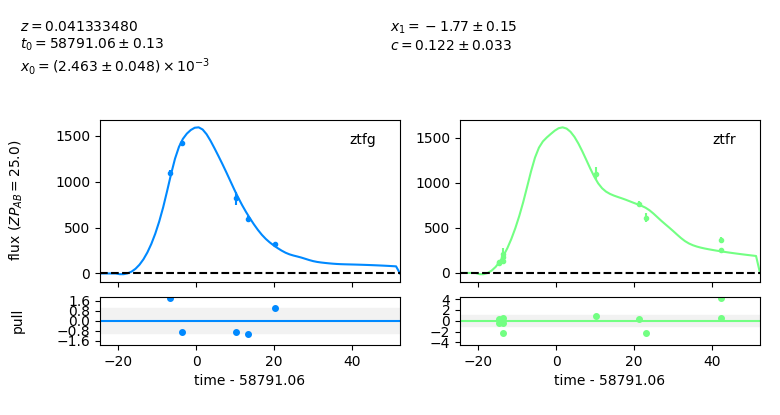 z = 0.041333480
t₀ = 58791.06 ± 0.13
x₀ = (2.463 ± 0.048) × 10⁻³
x₁ = −1.77 ± 0.15
c = 0.122 ± 0.033
flux (ZP_AB = 25.0)
ztfg
1500
1000
500
0
ztfr
1500
1000
500
0
pull
1.6
0.8
0.0
−0.8
−1.6
4
2
0
−2
−4
−20 0 20 40
−20 0 20 40
time - 58791.06
time - 58791.06